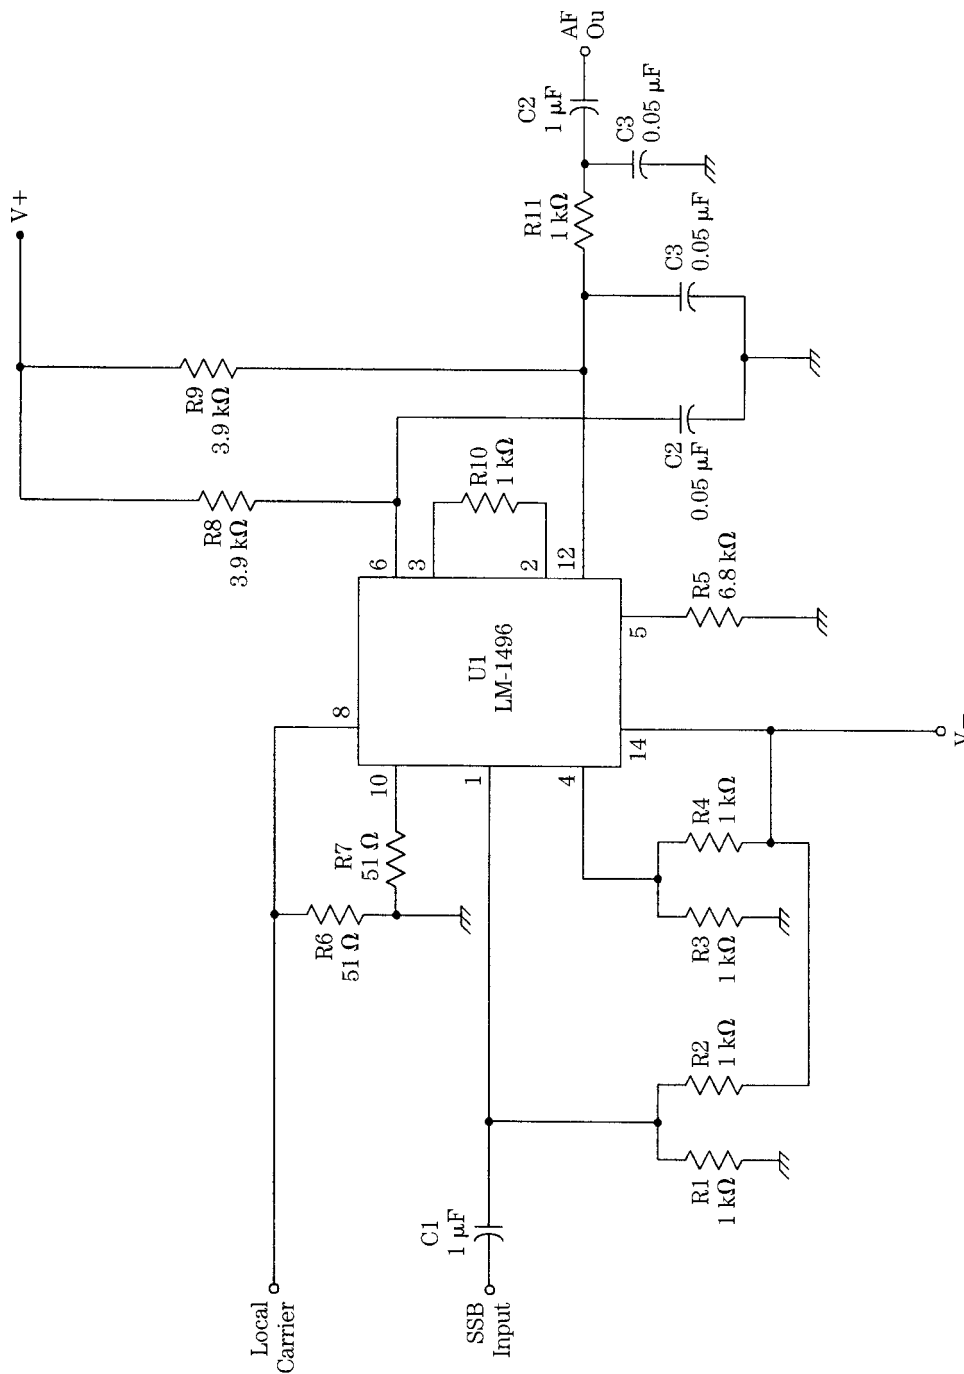 V+
AF
Ou
C2
1 µF
C3
0.05 µF
R11
1 kΩ
C3
0.05 µF
R9
3.9 kΩ
C2
0.05 µF
R8
3.9 kΩ
R10
1 kΩ
6
3
2
12
R5
6.8 kΩ
5
U1
LM-1496
8
14
V–
10
1
4
R7
51 Ω
R4
1 kΩ
R6
51 Ω
R3
1 kΩ
R2
1 kΩ
R1
1 kΩ
C1
1 µF
Local
Carrier
SSB
Input